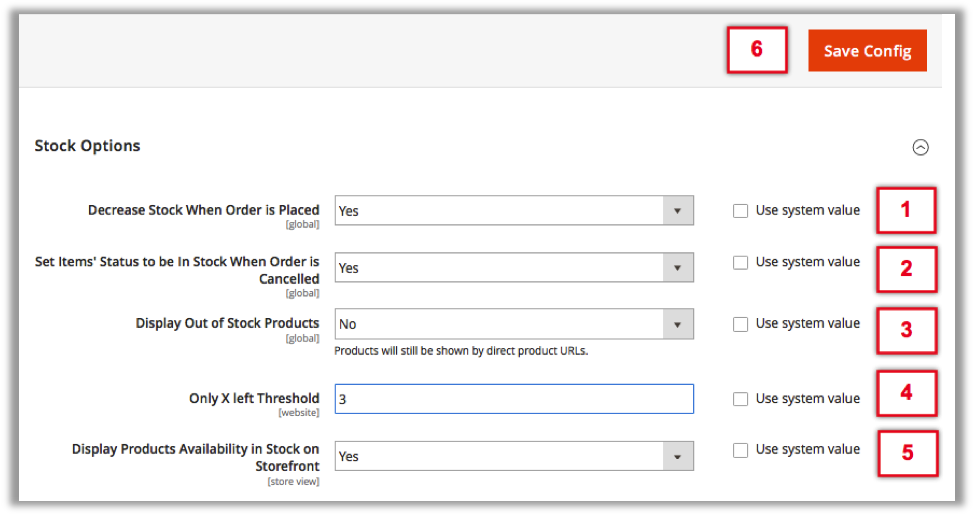 6
Save Config
Stock Options
Decrease Stock When Order is Placed
[global]
Yes
Use system value
1
Set Items' Status to be In Stock When Order is
Cancelled
[global]
Yes
Use system value
2
Display Out of Stock Products
[global]
No
Products will still be shown by direct product URLs.
Use system value
3
Only X left Threshold
[website]
3
Use system value
4
Display Products Availability in Stock on
Storefront
[store view]
Yes
Use system value
5